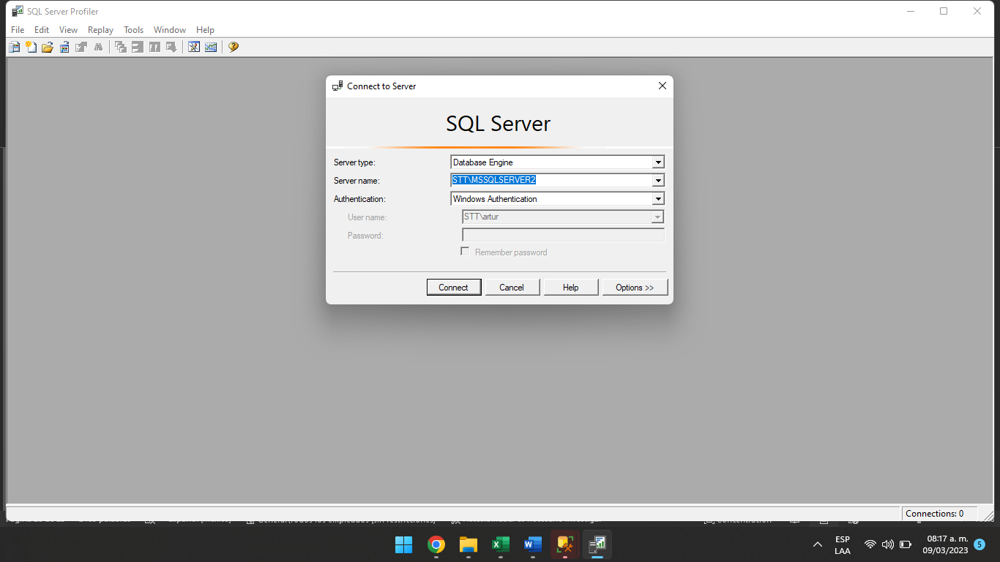 SQL Server Profiler
File Edit View Replay Tools Window Help
Connect to Server
SQL Server
Server type: Database Engine
Server name: STT\MSSQLSERVER2
Authentication: Windows Authentication
User name: STT\artur
Password:
Remember password
Connect Cancel Help Options >>
Connections: 0
ESP
LAA
08:17 a. m.
09/03/2023
5